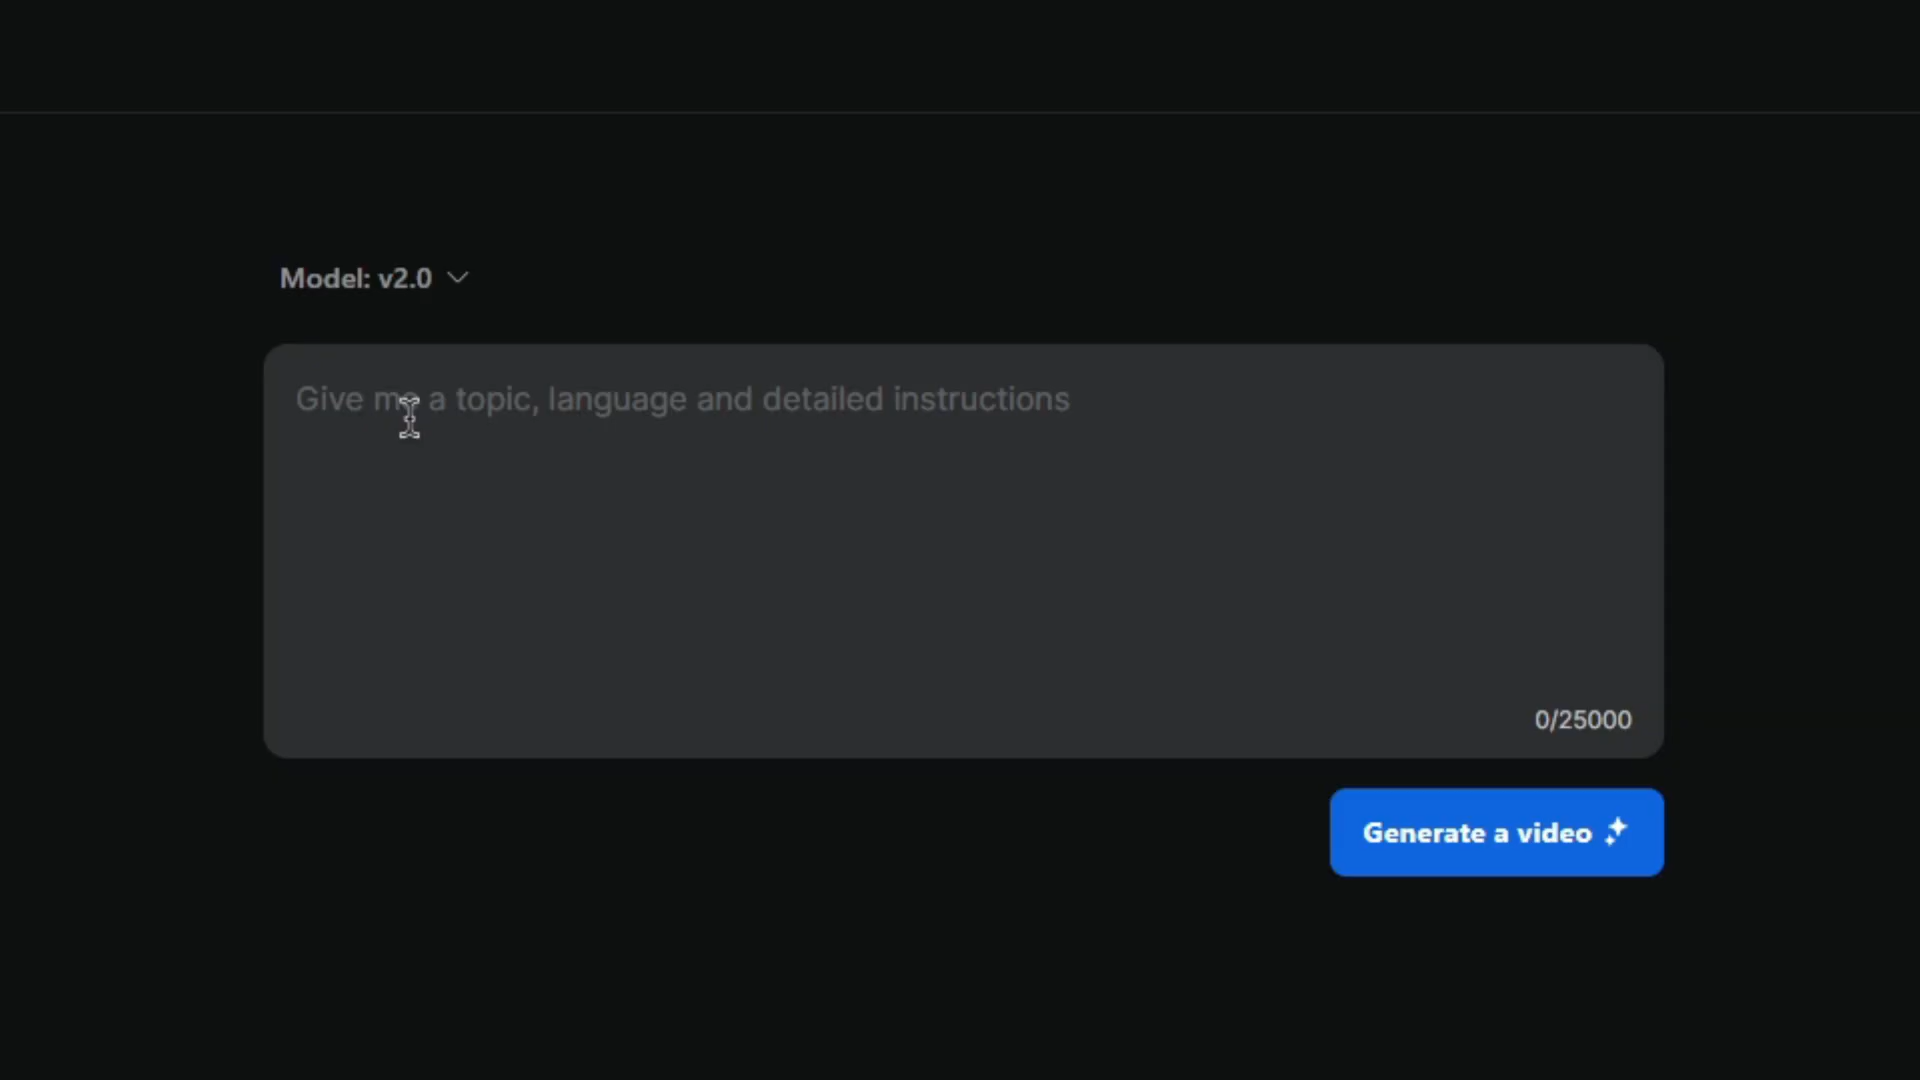 Model: v2.0
Give me a topic, language and detailed instructions
0/25000
Generate a video